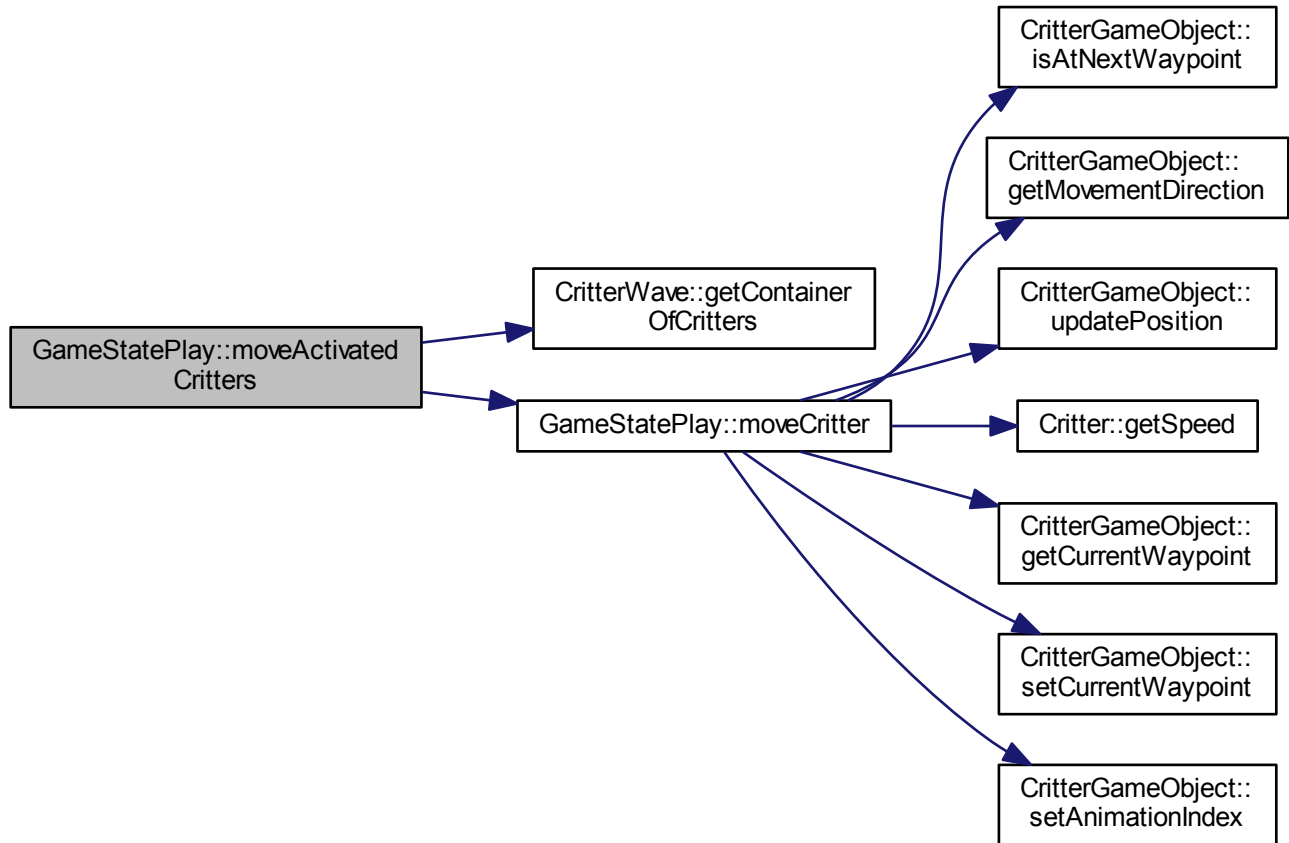 GameStatePlay::moveActivated
Critters
CritterWave::getContainer
OfCritters
GameStatePlay::moveCritter
CritterGameObject::
isAtNextWaypoint
CritterGameObject::
getMovementDirection
CritterGameObject::
updatePosition
Critter::getSpeed
CritterGameObject::
getCurrentWaypoint
CritterGameObject::
setCurrentWaypoint
CritterGameObject::
setAnimationIndex